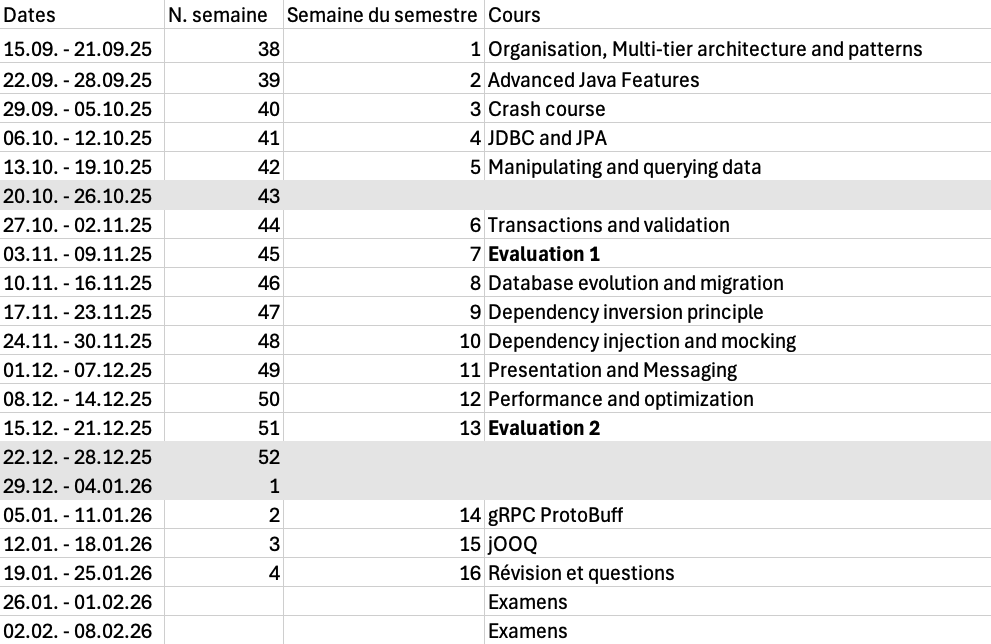 Dates N. semaine Semaine du semestre Cours
15.09. - 21.09.25 38 1 Organisation, Multi-tier architecture and patterns
22.09. - 28.09.25 39 2 Advanced Java Features
29.09. - 05.10.25 40 3 Crash course
06.10. - 12.10.25 41 4 JDBC and JPA
13.10. - 19.10.25 42 5 Manipulating and querying data
20.10. - 26.10.25 43
27.10. - 02.11.25 44 6 Transactions and validation
03.11. - 09.11.25 45 7 Evaluation 1
10.11. - 16.11.25 46 8 Database evolution and migration
17.11. - 23.11.25 47 9 Dependency inversion principle
24.11. - 30.11.25 48 10 Dependency injection and mocking
01.12. - 07.12.25 49 11 Presentation and Messaging
08.12. - 14.12.25 50 12 Performance and optimization
15.12. - 21.12.25 51 13 Evaluation 2
22.12. - 28.12.25 52
29.12. - 04.01.26 1
05.01. - 11.01.26 2 14 gRPC ProtoBuff
12.01. - 18.01.26 3 15 jOOQ
19.01. - 25.01.26 4 16 Révision et questions
26.01. - 01.02.26 Examens
02.02. - 08.02.26 Examens